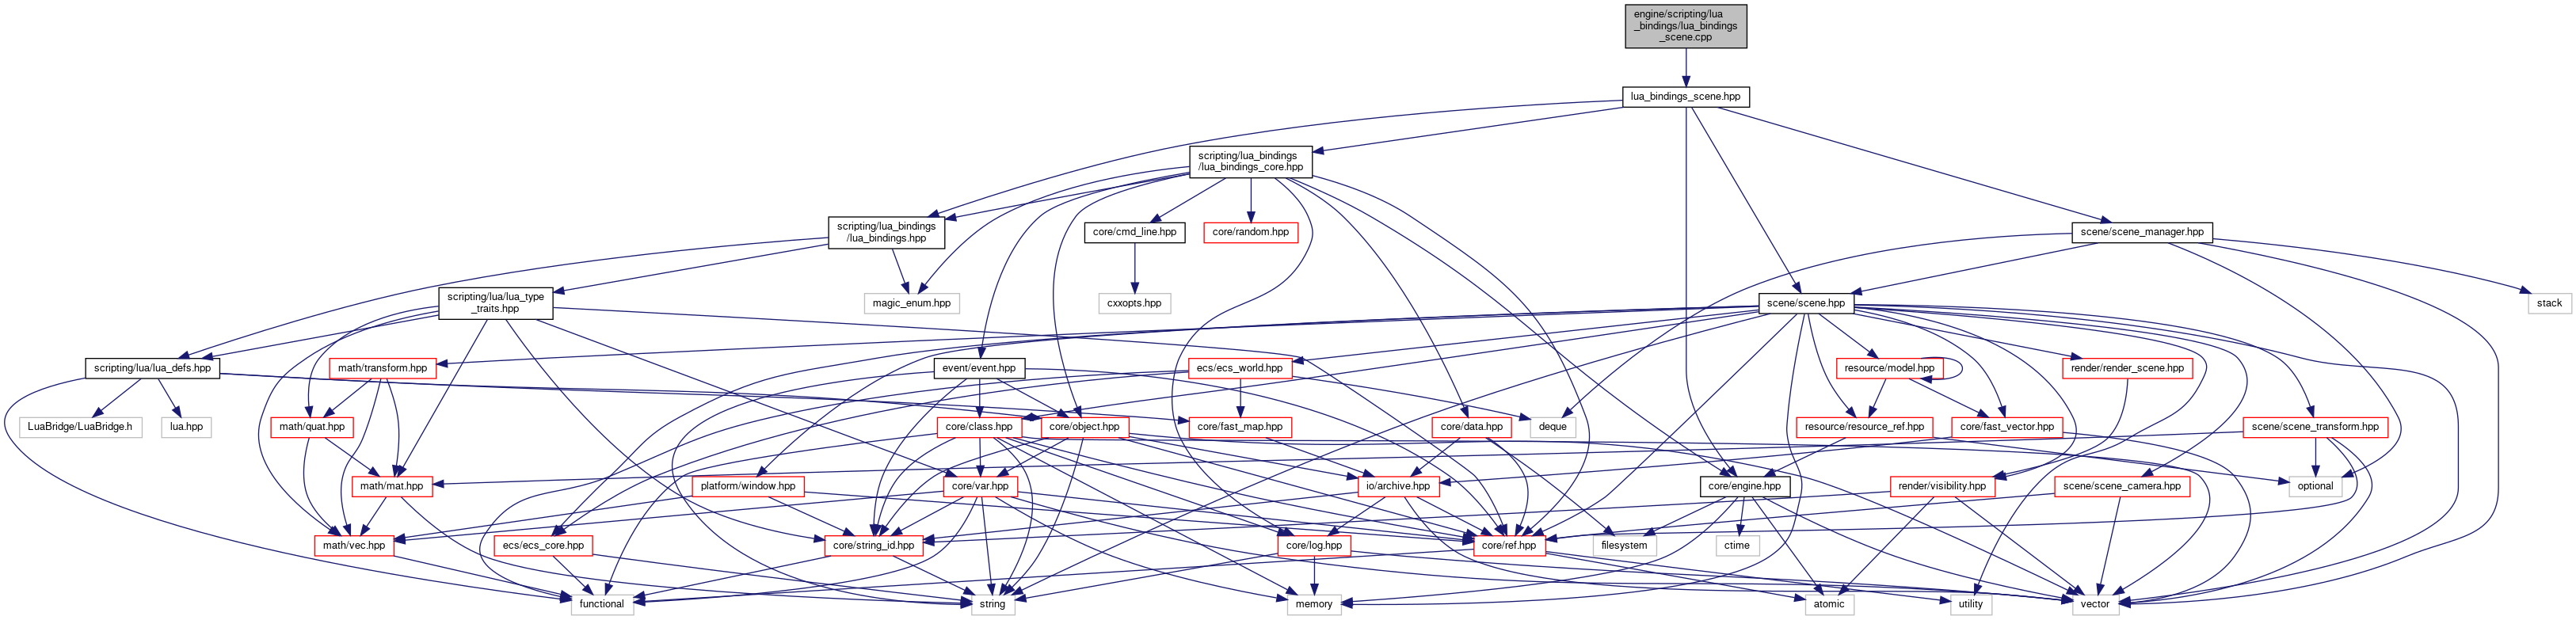 engine/scripting/lua
_bindings/lua_bindings
_scene.cpp
lua_bindings_scene.hpp
scripting/lua_bindings
/lua_bindings_core.hpp
scripting/lua_bindings
/lua_bindings.hpp
core/cmd_line.hpp
core/random.hpp
scene/scene_manager.hpp
scripting/lua/lua_type
_traits.hpp
magic_enum.hpp
cxxopts.hpp
scene/scene.hpp
stack
scripting/lua/lua_defs.hpp
math/transform.hpp
event/event.hpp
ecs/ecs_world.hpp
resource/model.hpp
render/render_scene.hpp
LuaBridge/LuaBridge.h
lua.hpp
math/quat.hpp
core/class.hpp
core/object.hpp
core/fast_map.hpp
core/data.hpp
deque
resource/resource_ref.hpp
core/fast_vector.hpp
scene/scene_transform.hpp
math/mat.hpp
platform/window.hpp
core/var.hpp
io/archive.hpp
core/engine.hpp
render/visibility.hpp
scene/scene_camera.hpp
optional
math/vec.hpp
ecs/ecs_core.hpp
core/string_id.hpp
core/log.hpp
core/ref.hpp
filesystem
ctime
functional
string
memory
atomic
utility
vector